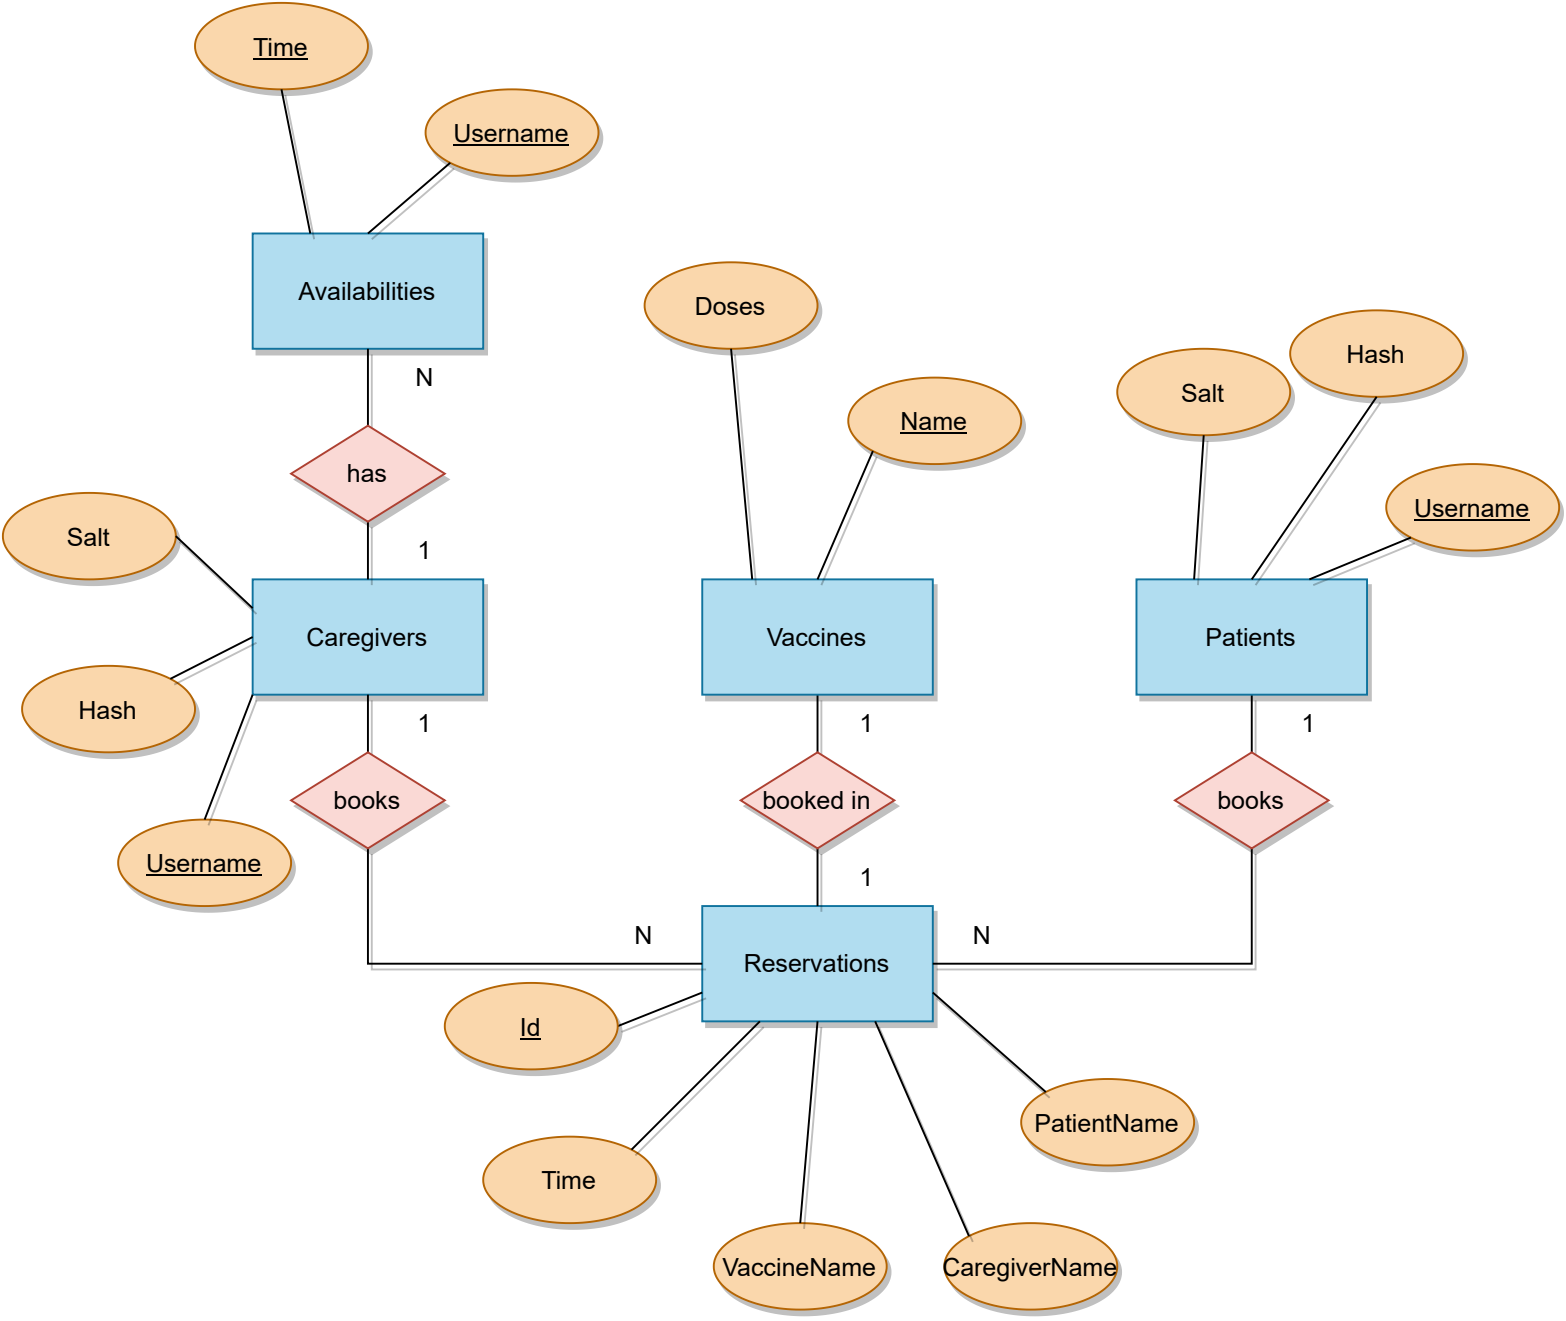 Time
Username
Availabilities
Doses
Hash
N
Salt
Name
has
Username
Salt
1
Caregivers
Vaccines
Patients
Hash
1
1
1
books
booked in
books
Username
1
N
N
Reservations
Id
PatientName
Time
VaccineName
CaregiverName